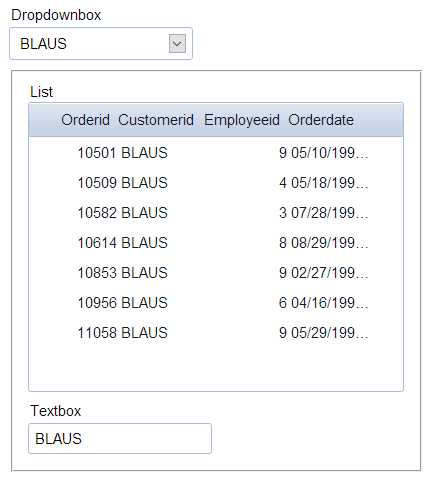 Dropdownbox
BLAUS
List
Orderid Customerid Employeeid Orderdate
10501 BLAUS 9 05/10/199...
10509 BLAUS 4 05/18/199...
10582 BLAUS 3 07/28/199...
10614 BLAUS 8 08/29/199...
10853 BLAUS 9 02/27/199...
10956 BLAUS 6 04/16/199...
11058 BLAUS 9 05/29/199...
Textbox
BLAUS